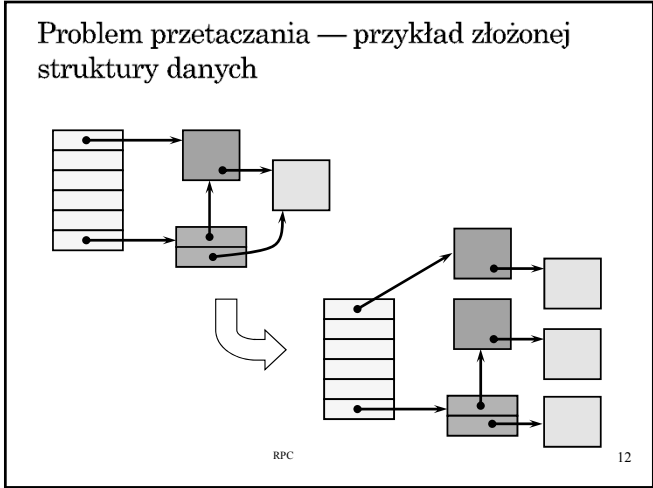 Problem przetaczania — przykład złożonej
struktury danych
RPC
12